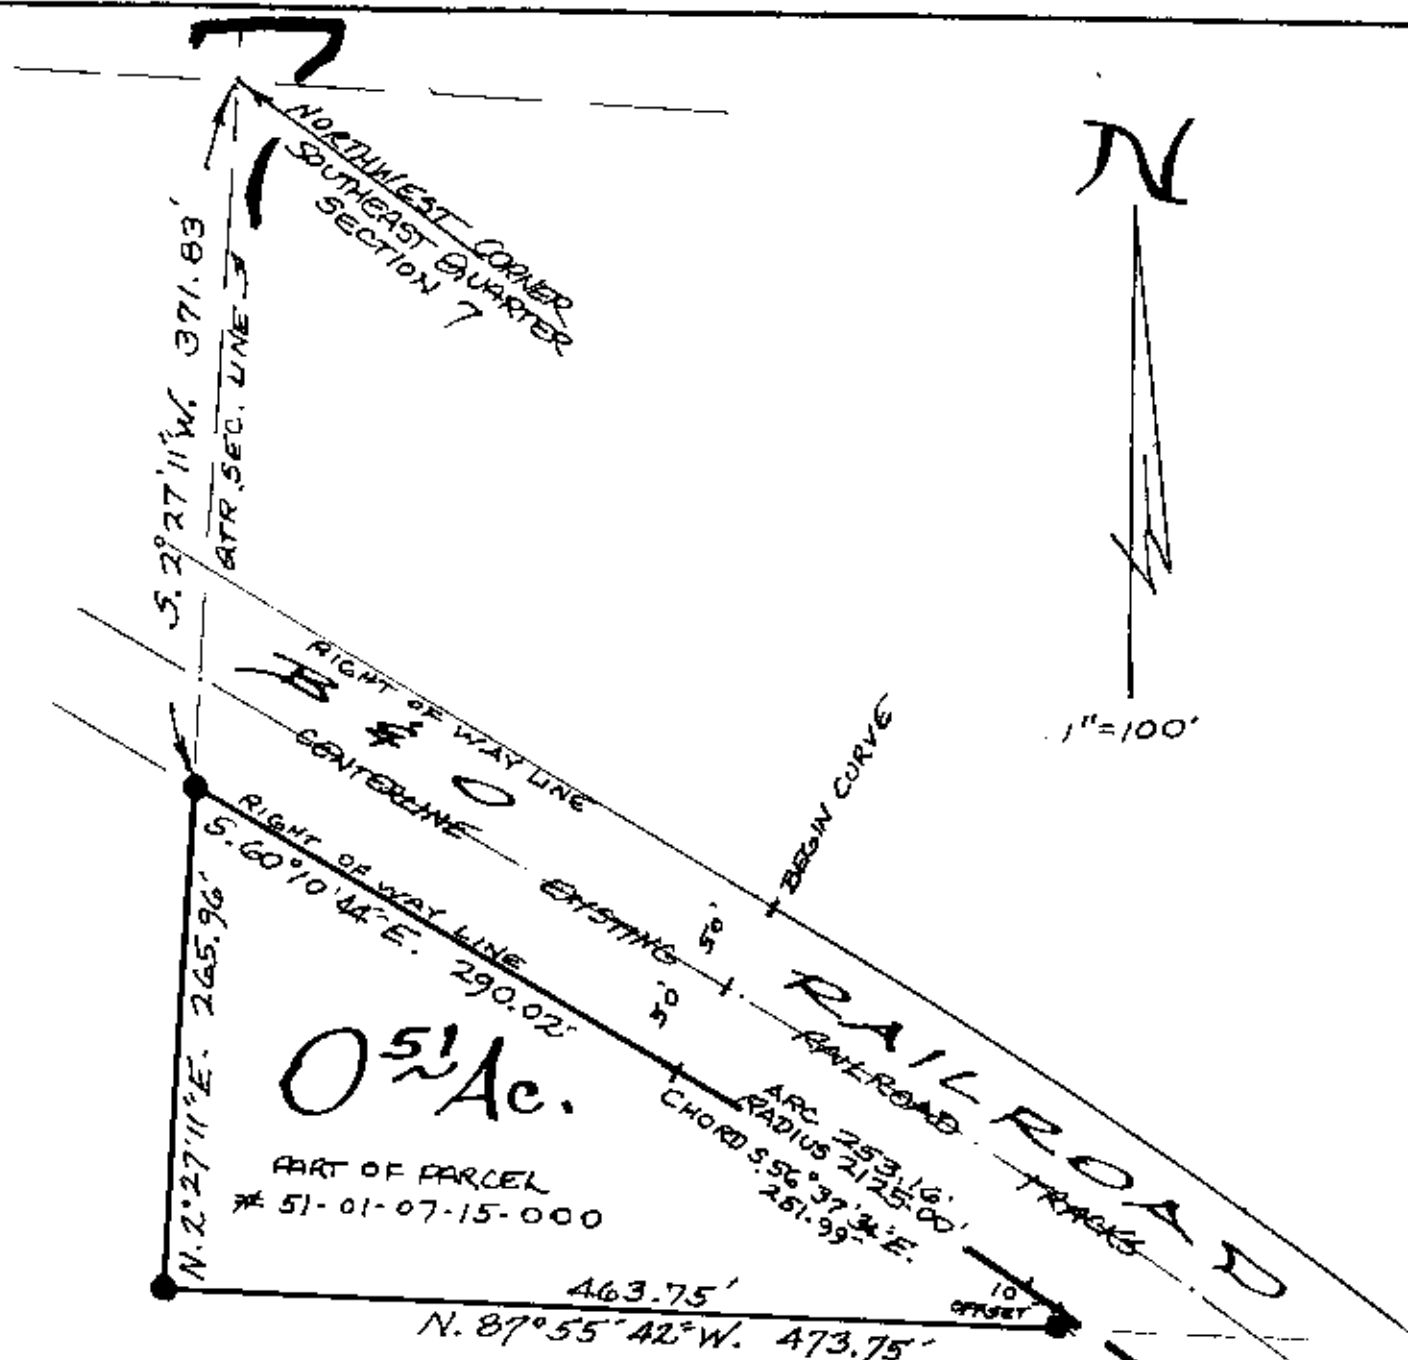 7
NORTHWEST CORNER
SOUTHEAST QUARTER
SECTION 7
N
1"=100'
S. 2°27'11"W. 371.83'
QTR. SEC. LINE
RIGHT OF WAY LINE
B & O
CENTERLINE
EXISTING
RAILROAD
TRACKS
BEGIN CURVE
RAILROAD
50'
50'
RIGHT OF WAY LINE
S. 60°10'44"E. 290.02'
N. 2°27'11"E. 265.96'
0 51 Ac.
PART OF PARCEL
# 51-01-07-15-000
ARC 253.16'
RADIUS 2125.00'
CHORD S.56°37'34"E.
10'
OFFSET
463.75'
N. 87°55'42"W. 473.75'